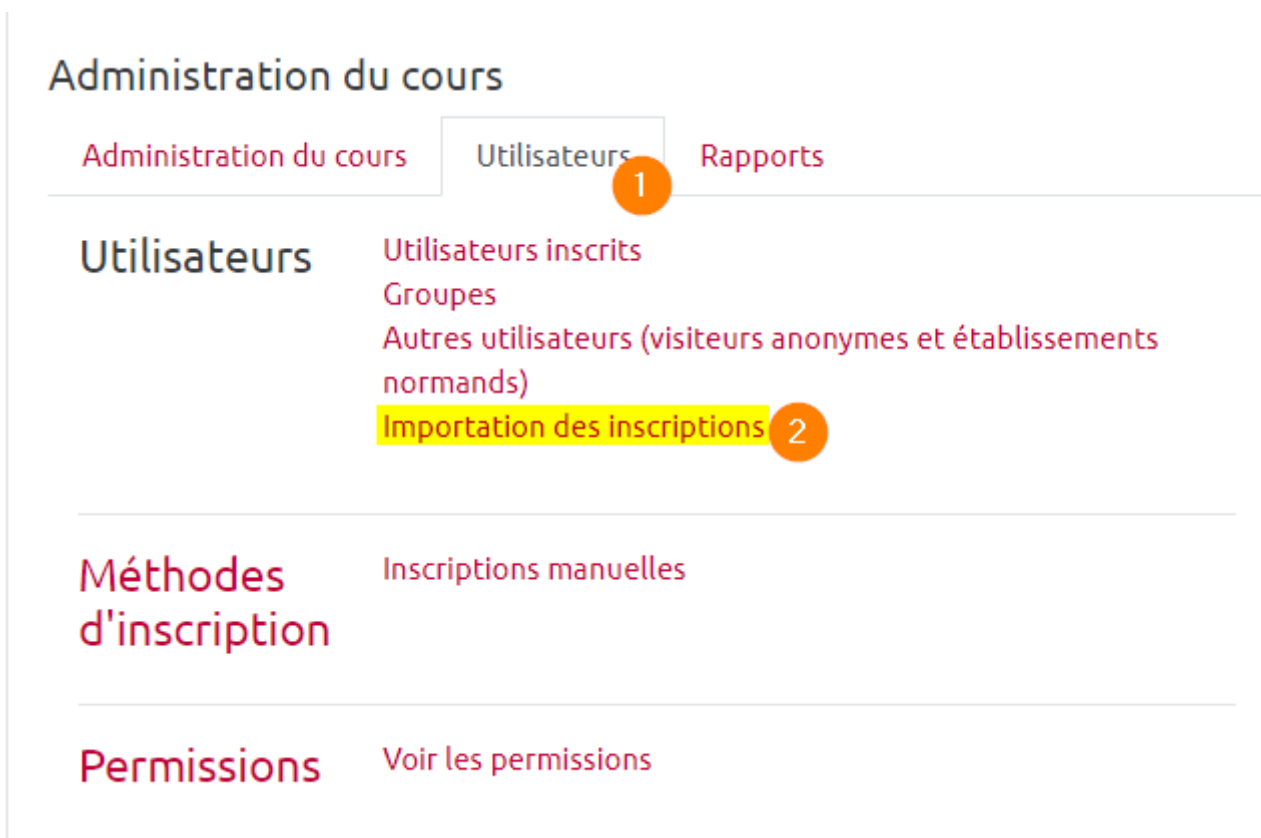 Administration du cours
Administration du cours Utilisateurs Rapports
1
Utilisateurs Utilisateurs inscrits
Groupes
Autres utilisateurs (visiteurs anonymes et établissements
normands)
Importation des inscriptions 2
Méthodes Inscriptions manuelles
d'inscription
Permissions Voir les permissions